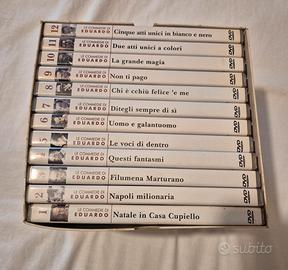 12 LE COMMEDIE DI EDUARDO Cinque atti unici in bianco e nero DVD
11 LE COMMEDIE DI EDUARDO Due atti unici a colori DVD
10 LE COMMEDIE DI EDUARDO La grande magia DVD
9 LE COMMEDIE DI EDUARDO Non ti pago DVD
8 LE COMMEDIE DI EDUARDO Chi è cchiù felice 'e me DVD
7 LE COMMEDIE DI EDUARDO Ditegli sempre di sì DVD
6 LE COMMEDIE DI EDUARDO Uomo e galantuomo DVD
5 LE COMMEDIE DI EDUARDO Le voci di dentro DVD
4 LE COMMEDIE DI EDUARDO Questi fantasmi DVD
3 LE COMMEDIE DI EDUARDO Filumena Marturano DVD
2 LE COMMEDIE DI EDUARDO Napoli milionaria DVD
1 LE COMMEDIE DI EDUARDO Natale in Casa Cupiello DVD
subito